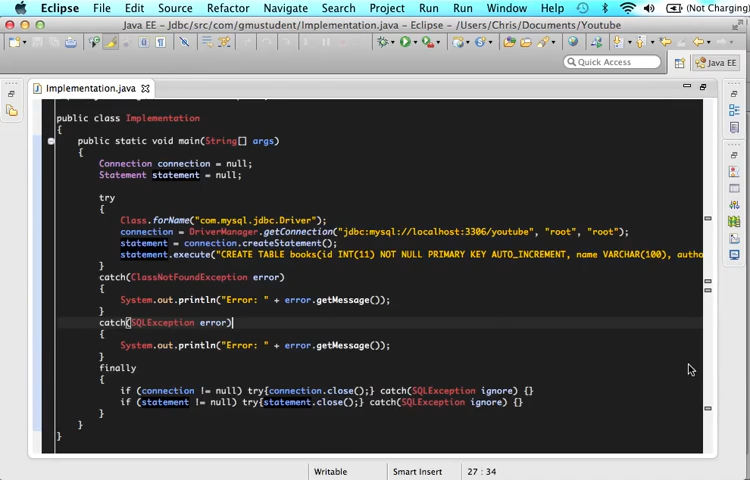 Eclipse File Edit Source Refactor Navigate Search Project Run Window Help (Not Charging)
Java EE - Jdbc/src/com/gmustudent/Implementation.java - Eclipse - /Users/Chris/Documents/Youtube
Quick Access Java EE
Implementation.java
public class Implementation
{
public static void main(String[] args)
{
Connection connection = null;
Statement statement = null;
try
{
Class.forName("com.mysql.jdbc.Driver");
connection = DriverManager.getConnection("jdbc:mysql://localhost:3306/youtube", "root", "root");
statement = connection.createStatement();
statement.execute("CREATE TABLE books(id INT(11) NOT NULL PRIMARY KEY AUTO_INCREMENT, name VARCHAR(100), autho
}
catch(ClassNotFoundException error)
{
System.out.println("Error: " + error.getMessage());
}
catch(SQLException error)
{
System.out.println("Error: " + error.getMessage());
}
finally
{
if (connection != null) try{connection.close();} catch(SQLException ignore) {}
if (statement != null) try{statement.close();} catch(SQLException ignore) {}
}
}
}
Writable Smart Insert 27 : 34